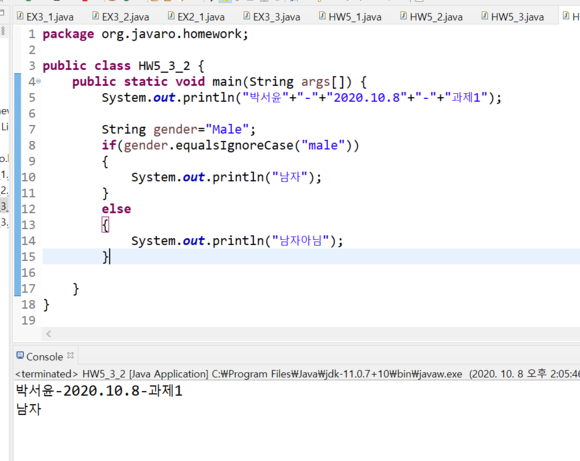 EX3_1.java EX3_2.java EX2_1.java EX3_3.java HW5_1.java HW5_2.java HW5_3.java
1 package org.javaro.homework;
2
3 public class HW5_3_2 {
4 public static void main(String args[]) {
5 System.out.println("박서윤"+"-"+"2020.10.8"+"-"+"과제1");
6
7 String gender="Male";
8 if(gender.equalsIgnoreCase("male"))
9 {
10 System.out.println("남자");
11 }
12 else
13 {
14 System.out.println("남자아님");
15 }
16
17 }
18 }
19
Console
<terminated> HW5_3_2 [Java Application] C:₩Program Files₩Java₩jdk-11.0.7+10₩bin₩javaw.exe (2020. 10. 8 오후 2:05:46
박서윤-2020.10.8-과제1
남자